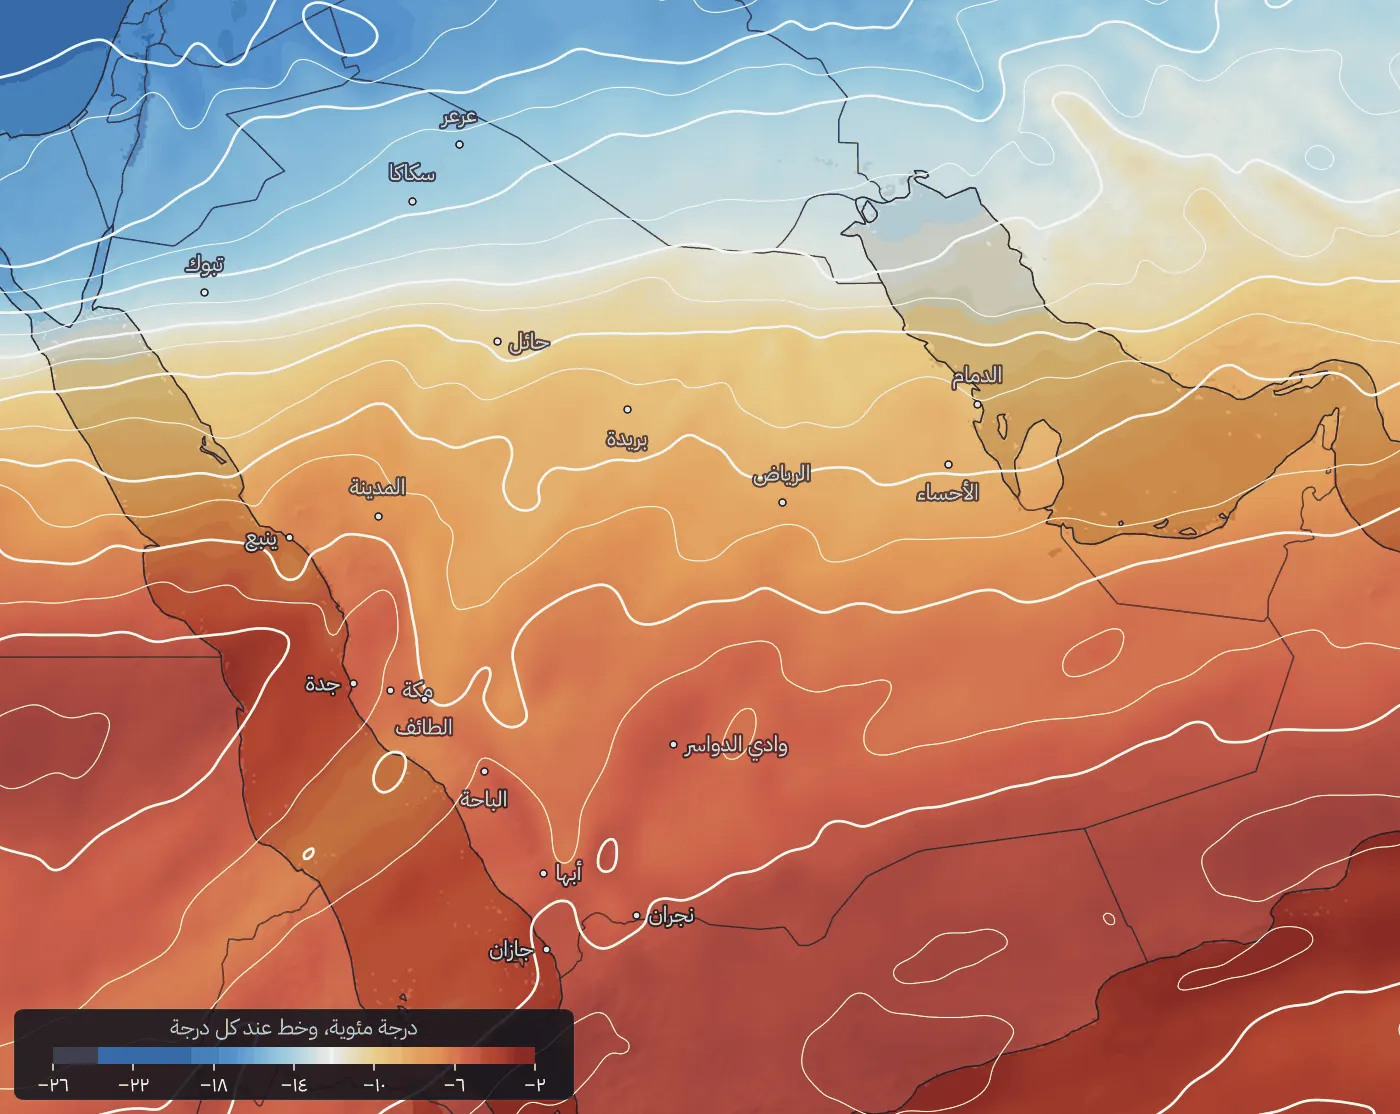 عرعر
سكاكا
تبوك
حائل
الدمام
بريدة
الرياض
المدينة
الأحساء
ينبع
جدة
مكة
الطائف
وادي الدواسر
الباحة
أبها
نجران
جازان
درجة مئوية، وخط عند كل درجة
−٢٦ −٢٢ −١٨ −١٤ −١٠ −٦ −٢